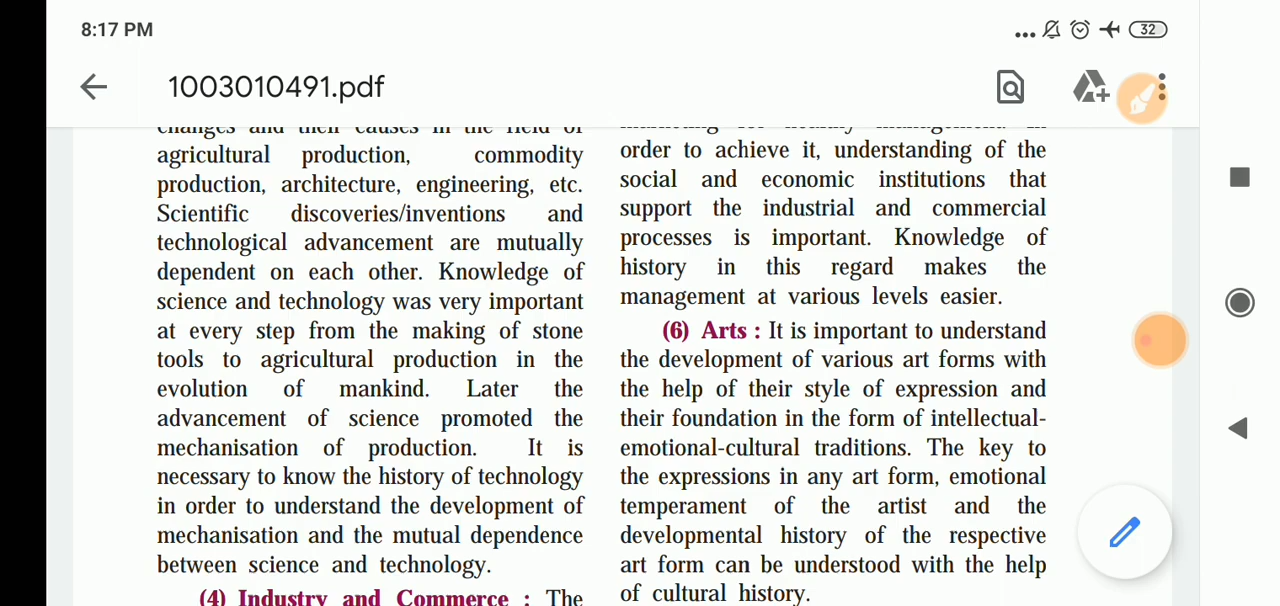 8:17 PM
32
1003010491.pdf
changes and their causes in the field of
agricultural production, commodity
production, architecture, engineering, etc.
Scientific discoveries/inventions and
technological advancement are mutually
dependent on each other. Knowledge of
science and technology was very important
at every step from the making of stone
tools to agricultural production in the
evolution of mankind. Later the
advancement of science promoted the
mechanisation of production. It is
necessary to know the history of technology
in order to understand the development of
mechanisation and the mutual dependence
between science and technology.
(4) Industry and Commerce : The
order to achieve it, understanding of the
social and economic institutions that
support the industrial and commercial
processes is important. Knowledge of
history in this regard makes the
management at various levels easier.
(6) Arts : It is important to understand
the development of various art forms with
the help of their style of expression and
their foundation in the form of intellectual-
emotional-cultural traditions. The key to
the expressions in any art form, emotional
temperament of the artist and the
developmental history of the respective
art form can be understood with the help
of cultural history.